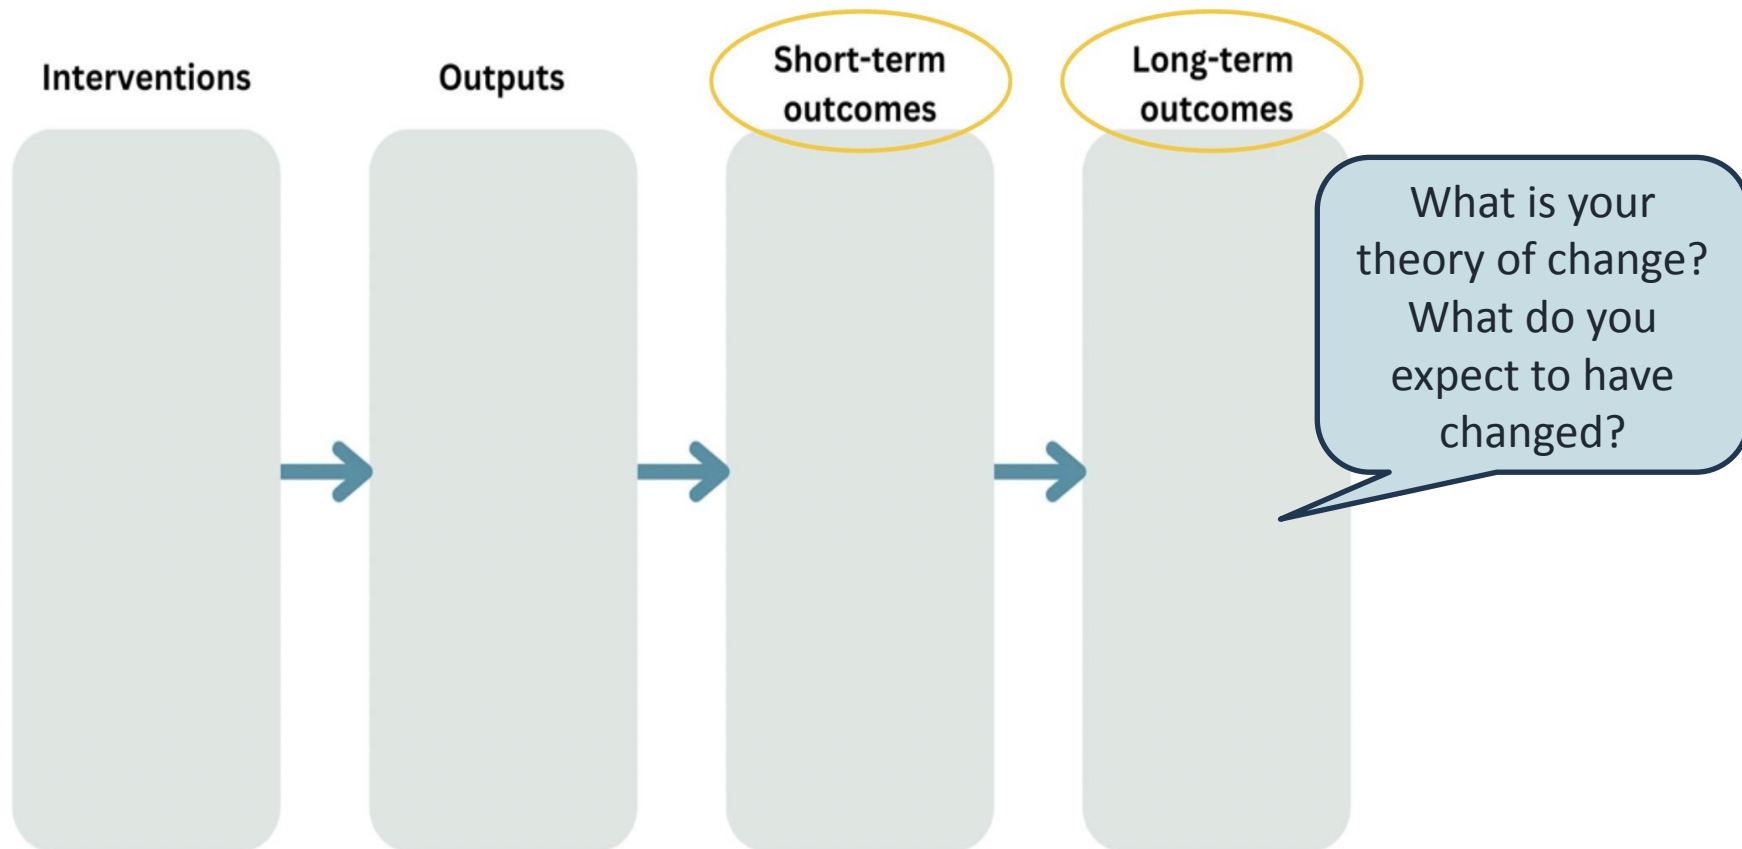 Interventions
Outputs
Short-term
outcomes
Long-term
outcomes
What is your
theory of change?
What do you
expect to have
changed?